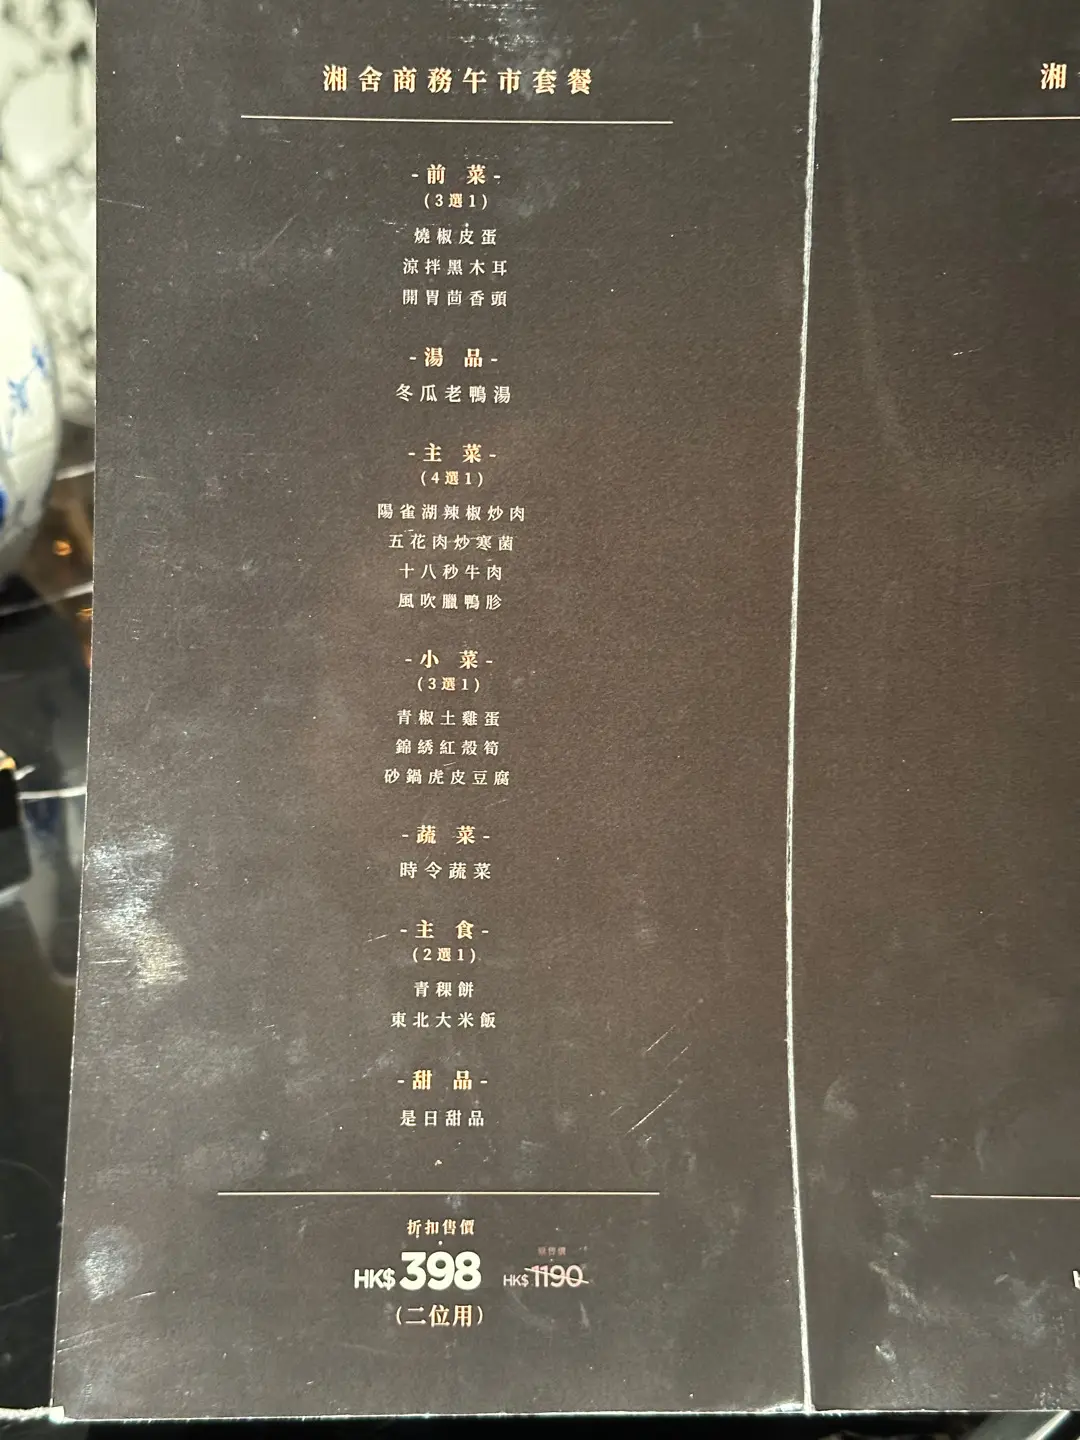 湘舍商務午市套餐
湘
-前 菜-
(3選1)
燒椒皮蛋
涼拌黑木耳
開胃茴香頭
-湯 品-
冬瓜老鴨湯
-主 菜-
(4選1)
陽雀湖辣椒炒肉
五花肉炒寒菌
十八秒牛肉
風吹臘鴨胗
-小 菜-
(3選1)
青椒土雞蛋
錦綉紅殼筍
砂鍋虎皮豆腐
-蔬 菜-
時令蔬菜
-主 食-
(2選1)
青稞餅
東北大米飯
-甜 品-
是日甜品
折扣售價
原售價
HK$398 HK$1190
(二位用)